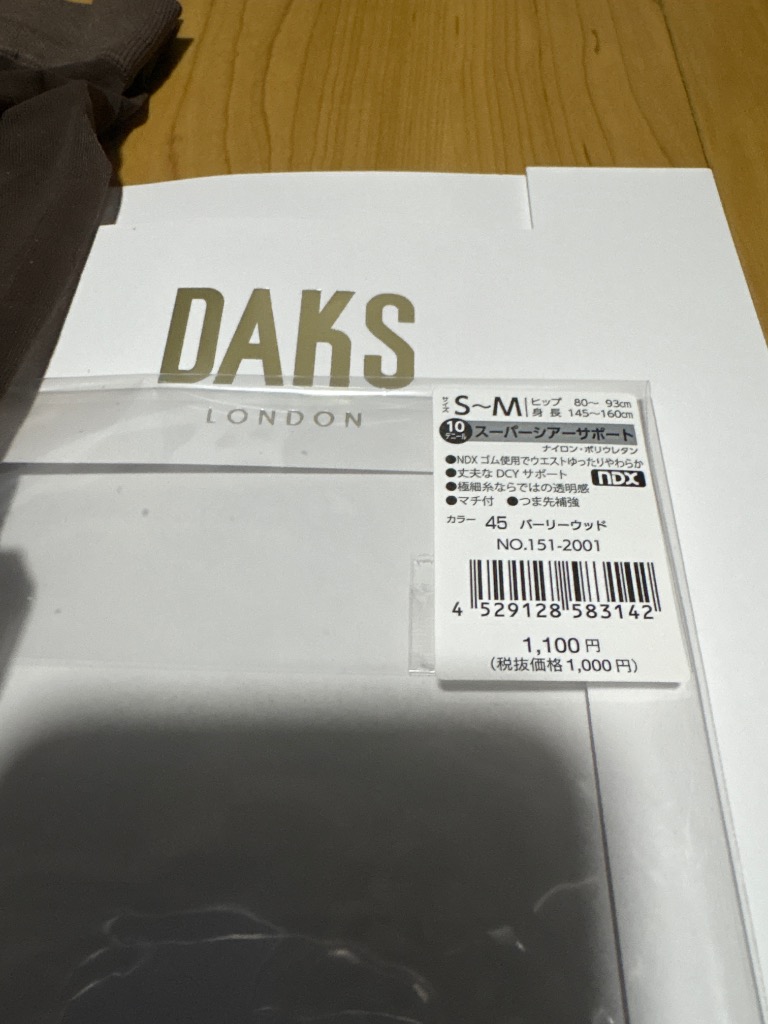 DAKS
LONDON
サイズ S~M ヒップ 80~ 93cm
身長 145~160cm
10デニール スーパーシアーサポート
ナイロン・ポリウレタン
●NDXゴム使用でウエストゆったりやわらか
●丈夫なDCYサポート NDX
●極細糸ならではの透明感
●マチ付 ●つま先補強
カラー 45 バーリーウッド
NO.151-2001
4 529128 583142
1,100円
(税抜価格1,000円)